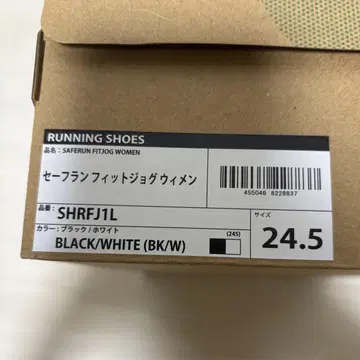 RUNNING SHOES
品名：SAFERUN FITJOG WOMEN
セーフラン フィットジョグ ウィメン
455046 8228837
品番：
SHRFJ1L
サイズ
カラー：ブラック / ホワイト
(245)
24.5
BLACK/WHITE (BK/W)